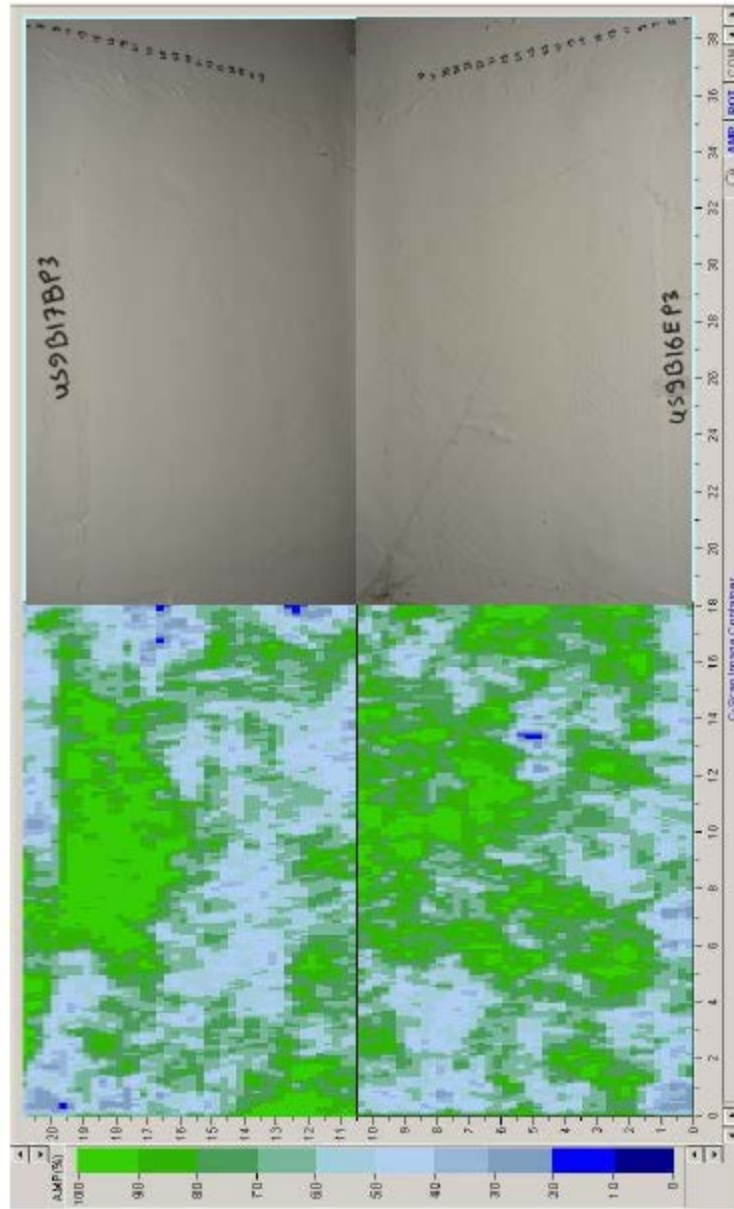 US9B17BP3
US9B16EP3
AMP(%)
100 90 80 70 60 50 40 30 20 10 0
20 19 18 17 16 15 14 13 12 11
10 9 8 7 6 5 4 3 2 1 0
0 2 4 6 8 10 12 14 16 18 20 22 24 26 28 30 32 34 36 38
C-Scan Image Container
AMP
COM